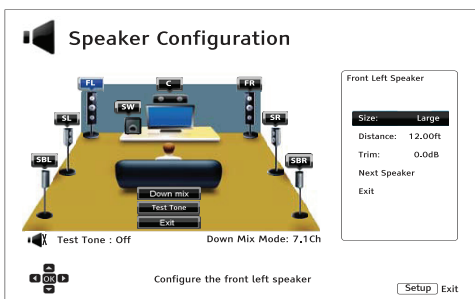 Speaker Configuration
FL
C
FR
SW
SL
SR
SBL
SBR
Down mix
Test Tone
Exit
Test Tone : Off
Down Mix Mode: 7.1Ch
Front Left Speaker
Size: Large
Distance: 12.00ft
Trim: 0.0dB
Next Speaker
Exit
OK
Configure the front left speaker
Setup Exit